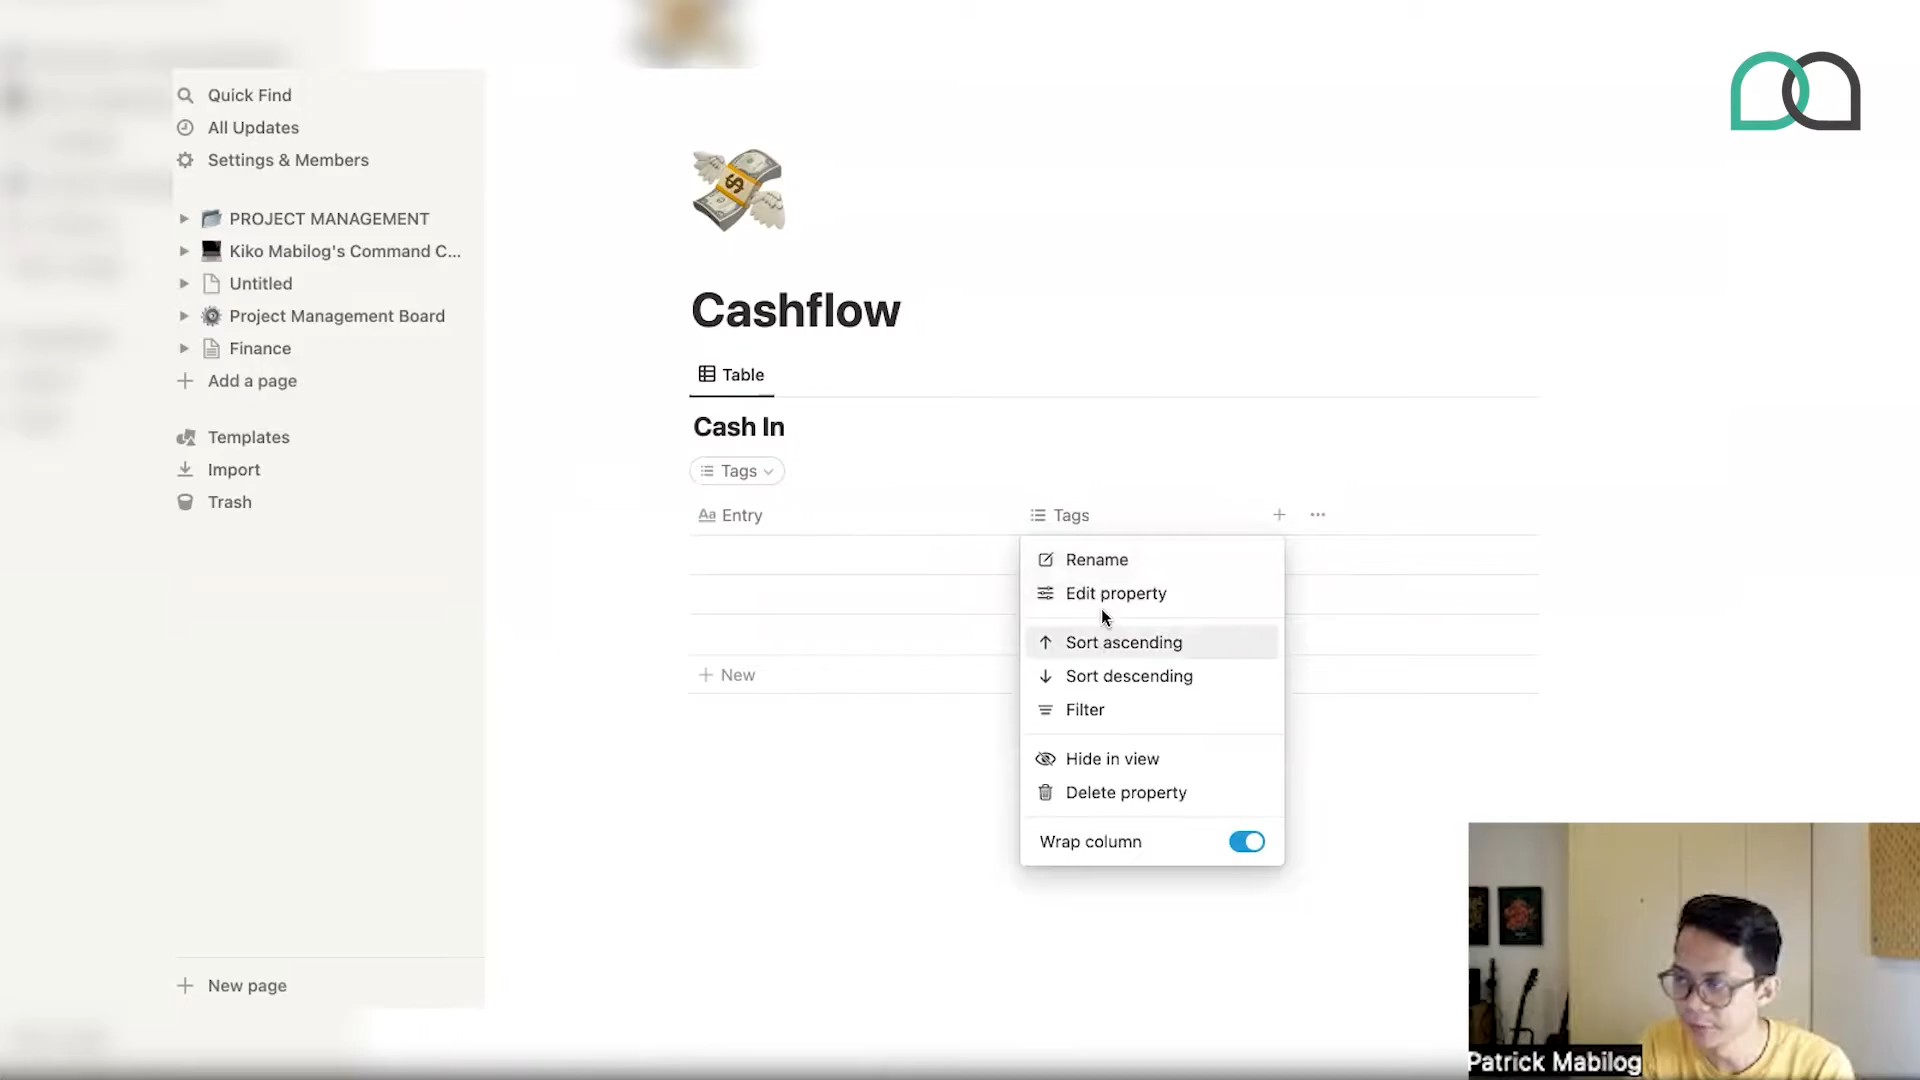 Quick Find
All Updates
Settings & Members
PROJECT MANAGEMENT
Kiko Mabilog's Command C...
Untitled
Project Management Board
Finance
Add a page
Templates
Import
Trash
New page
Cashflow
Table
Cash In
Tags
Aa Entry
Tags
New
Rename
Edit property
Sort ascending
Sort descending
Filter
Hide in view
Delete property
Wrap column
Patrick Mabilog